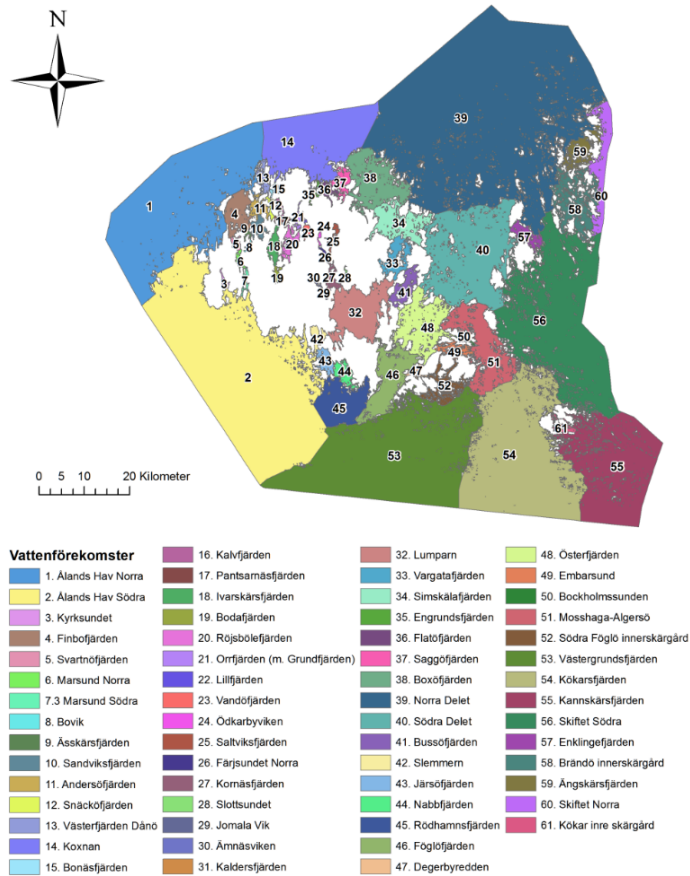 N
39
14
59
37
13
38
36
15
35
60
1
12
11
4
58
21
17
34
24
9
10
57
23
20
25
5
8
18
40
26
6
33
19
30
27
28
3
7
29
41
32
56
48
42
50
49
43
51
44
46
47
2
52
45
61
53
54
55
0 10 20 Kilometer
Vattenförekomster
1. Ålands Hav Norra
2. Ålands Hav Södra
3. Kyrksundet
4. Finbofjärden
5. Svartnöfjärden
6. Marsund Norra
7.3 Marsund Södra
8. Bovik
9. Ässkärsfjärden
10. Sandviksfjärden
11. Andersöfjärden
12. Snäcköfjärden
13. Västerfjärden Dånö
14. Koxnan
15. Bonäsfjärden
16. Kalvfjärden
17. Pantsarnäsfjärden
18. Ivarskärsfjärden
19. Bodafjärden
20. Röjsbölefjärden
21. Orrfjärden (m. Grundfjärden)
22. Lillfjärden
23. Vandöfjärden
24. Ödkarbyviken
25. Saltviksfjärden
26. Färjsundet Norra
27. Kornäsfjärden
28. Slottsundet
29. Jomala Vik
30. Ämnäsviken
31. Kaldersfjärden
32. Lumparn
33. Vargatafjärden
34. Simskälafjärden
35. Engrundsfjärden
36. Flatöfjärden
37. Saggöfjärden
38. Boxöfjärden
39. Norra Delet
40. Södra Delet
41. Bussöfjärden
42. Slemmern
43. Järsöfjärden
44. Nabbfjärden
45. Rödhamnsfjärden
46. Föglöfjärden
47. Degerbyredden
48. Österfjärden
49. Embarsund
50. Bockholmssunden
51. Mosshaga-Algersö
52. Södra Föglö innerskärgård
53. Västergrundsfjärden
54. Kökarsfjärden
55. Kannskärsfjärden
56. Skiftet Södra
57. Enklingefjärden
58. Brändö innerskärgård
59. Ängskärsfjärden
60. Skiftet Norra
61. Kökar inre skärgård